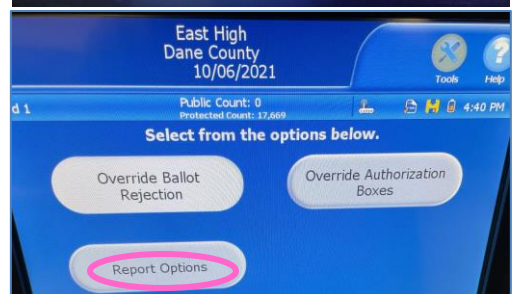 East High
Dane County
10/06/2021
Tools
Help
d 1
Public Count: 0
Protected Count: 17,669
4:40 PM
Select from the options below.
Override Ballot
Rejection
Override Authorization
Boxes
Report Options